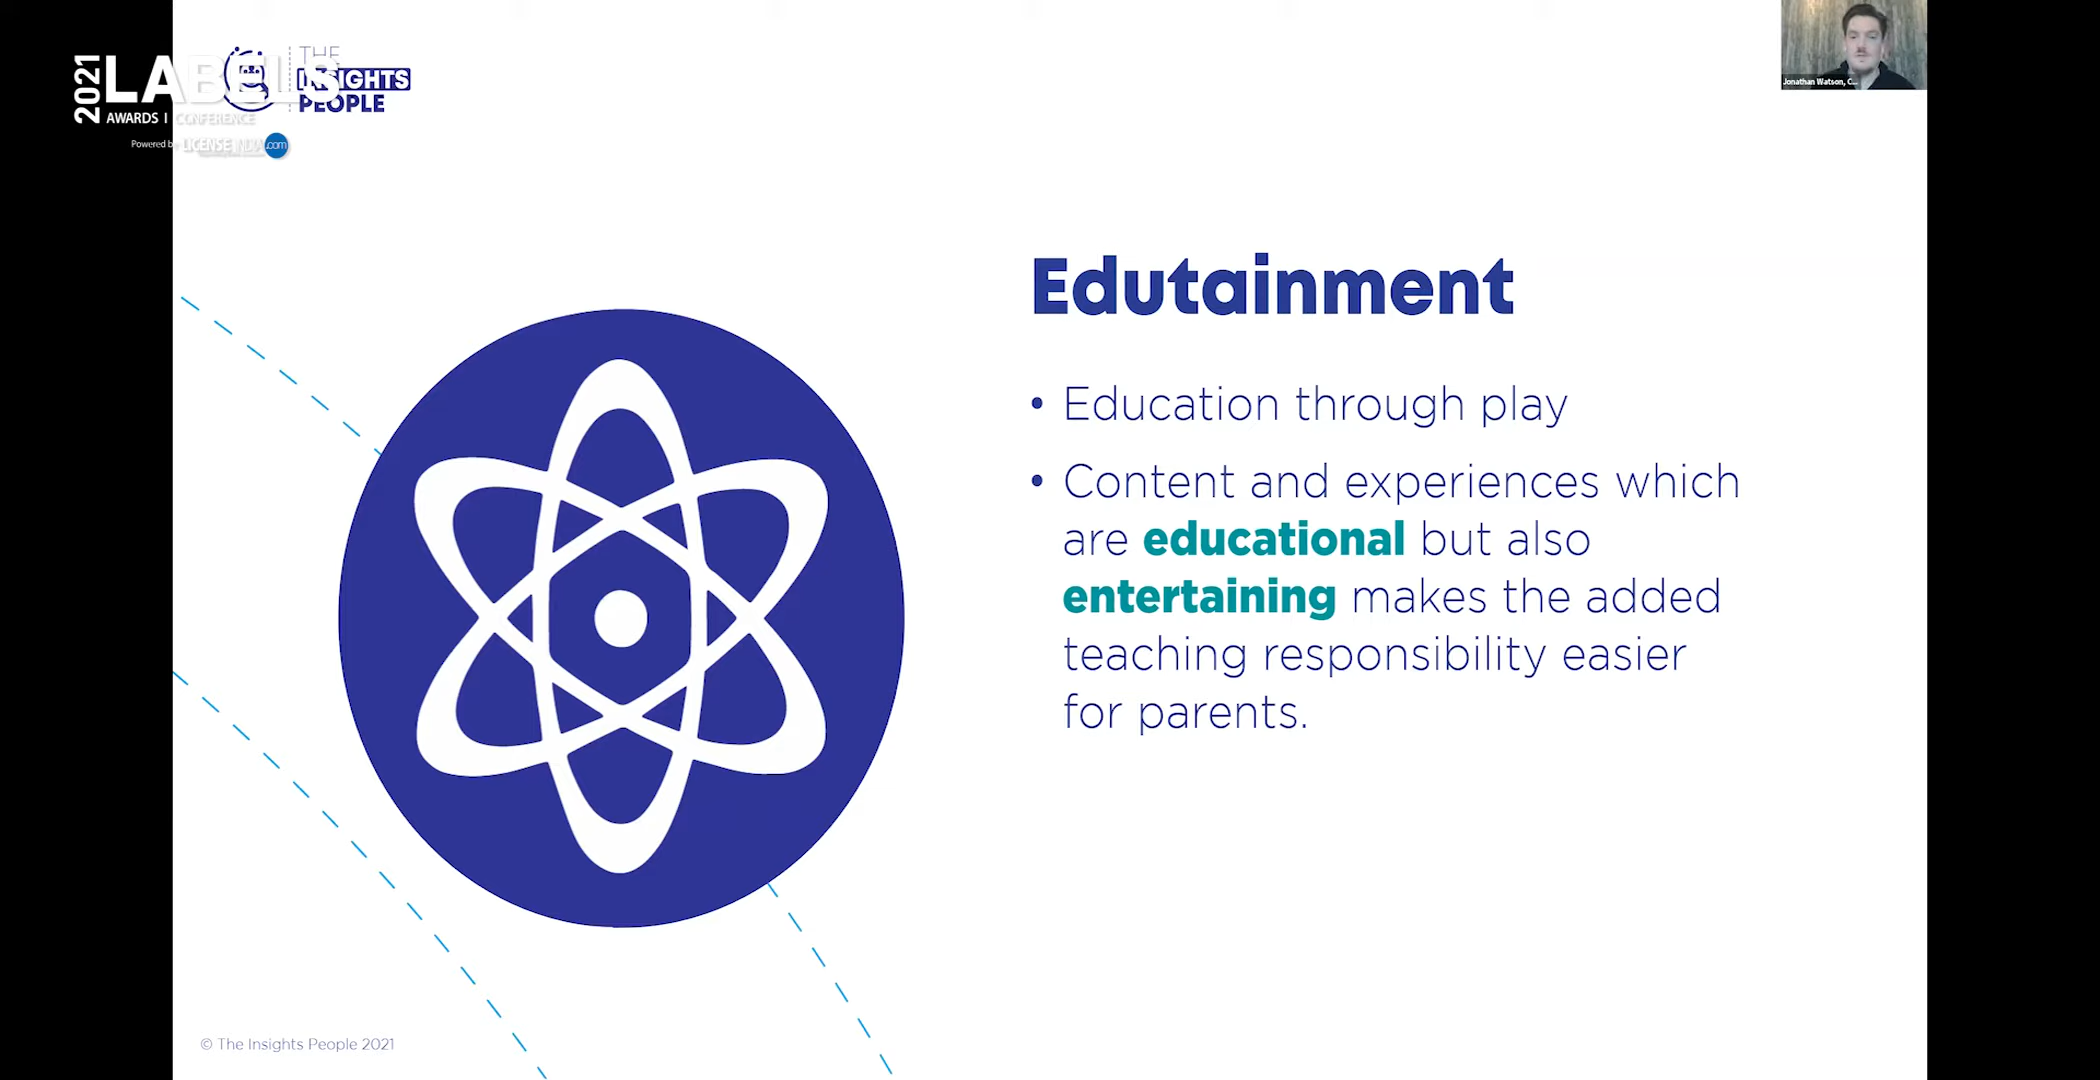 2021
LABELS
AWARDS | CONFERENCE
Powered by LICENSE INDIA .com
THE
INSIGHTS
PEOPLE
Jonathan Watson, C...
Edutainment
• Education through play
• Content and experiences which
are educational but also
entertaining makes the added
teaching responsibility easier
for parents.
© The Insights People 2021